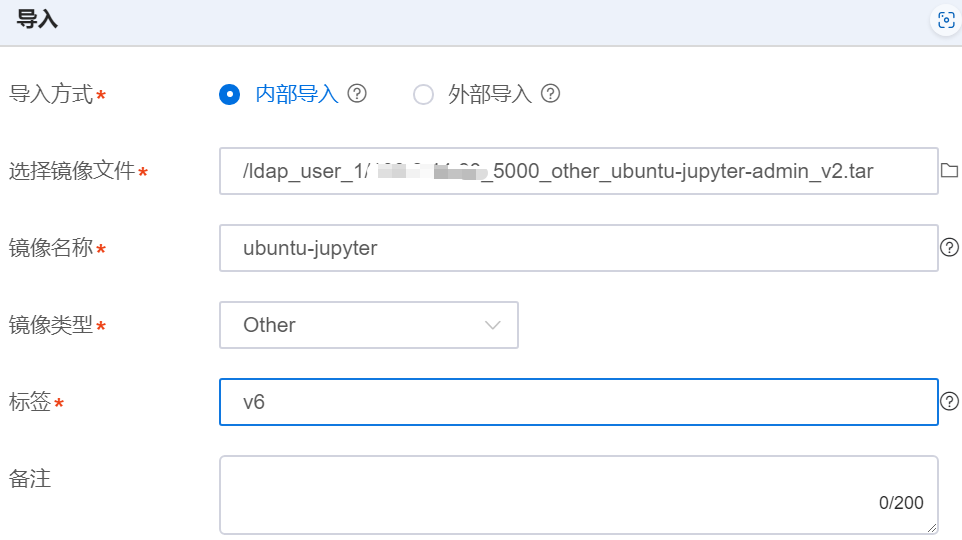 导入
导入方式* 内部导入 ? 外部导入 ?
选择镜像文件* /ldap_user_1/ _5000_other_ubuntu-jupyter-admin_v2.tar
镜像名称* ubuntu-jupyter ?
镜像类型* Other
标签* v6 ?
备注
0/200